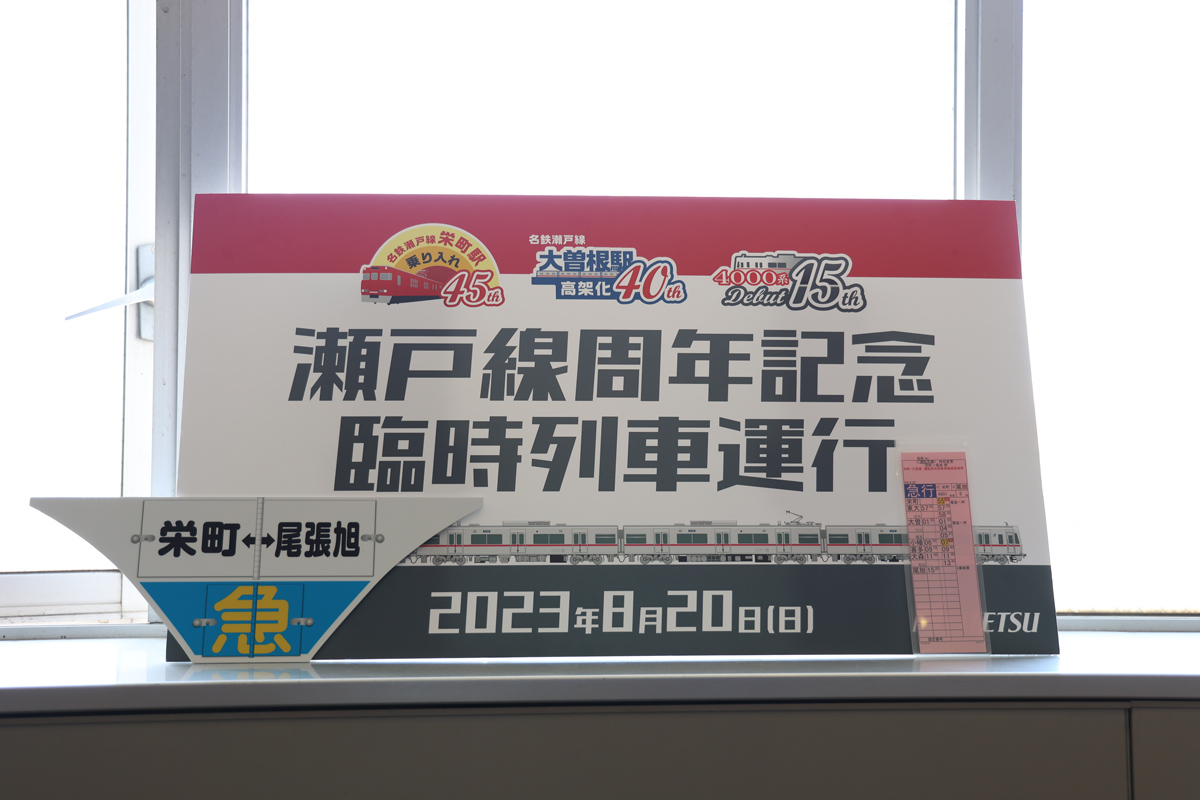 名鉄瀬戸線 栄町駅
乗り入れ
45th
名鉄瀬戸線
大曽根駅
高架化 40th
4000系
Debut 15th
瀬戸線周年記念
臨時列車運行
栄町↔尾張旭
急
2023年8月20日(日)
ETSU
急行